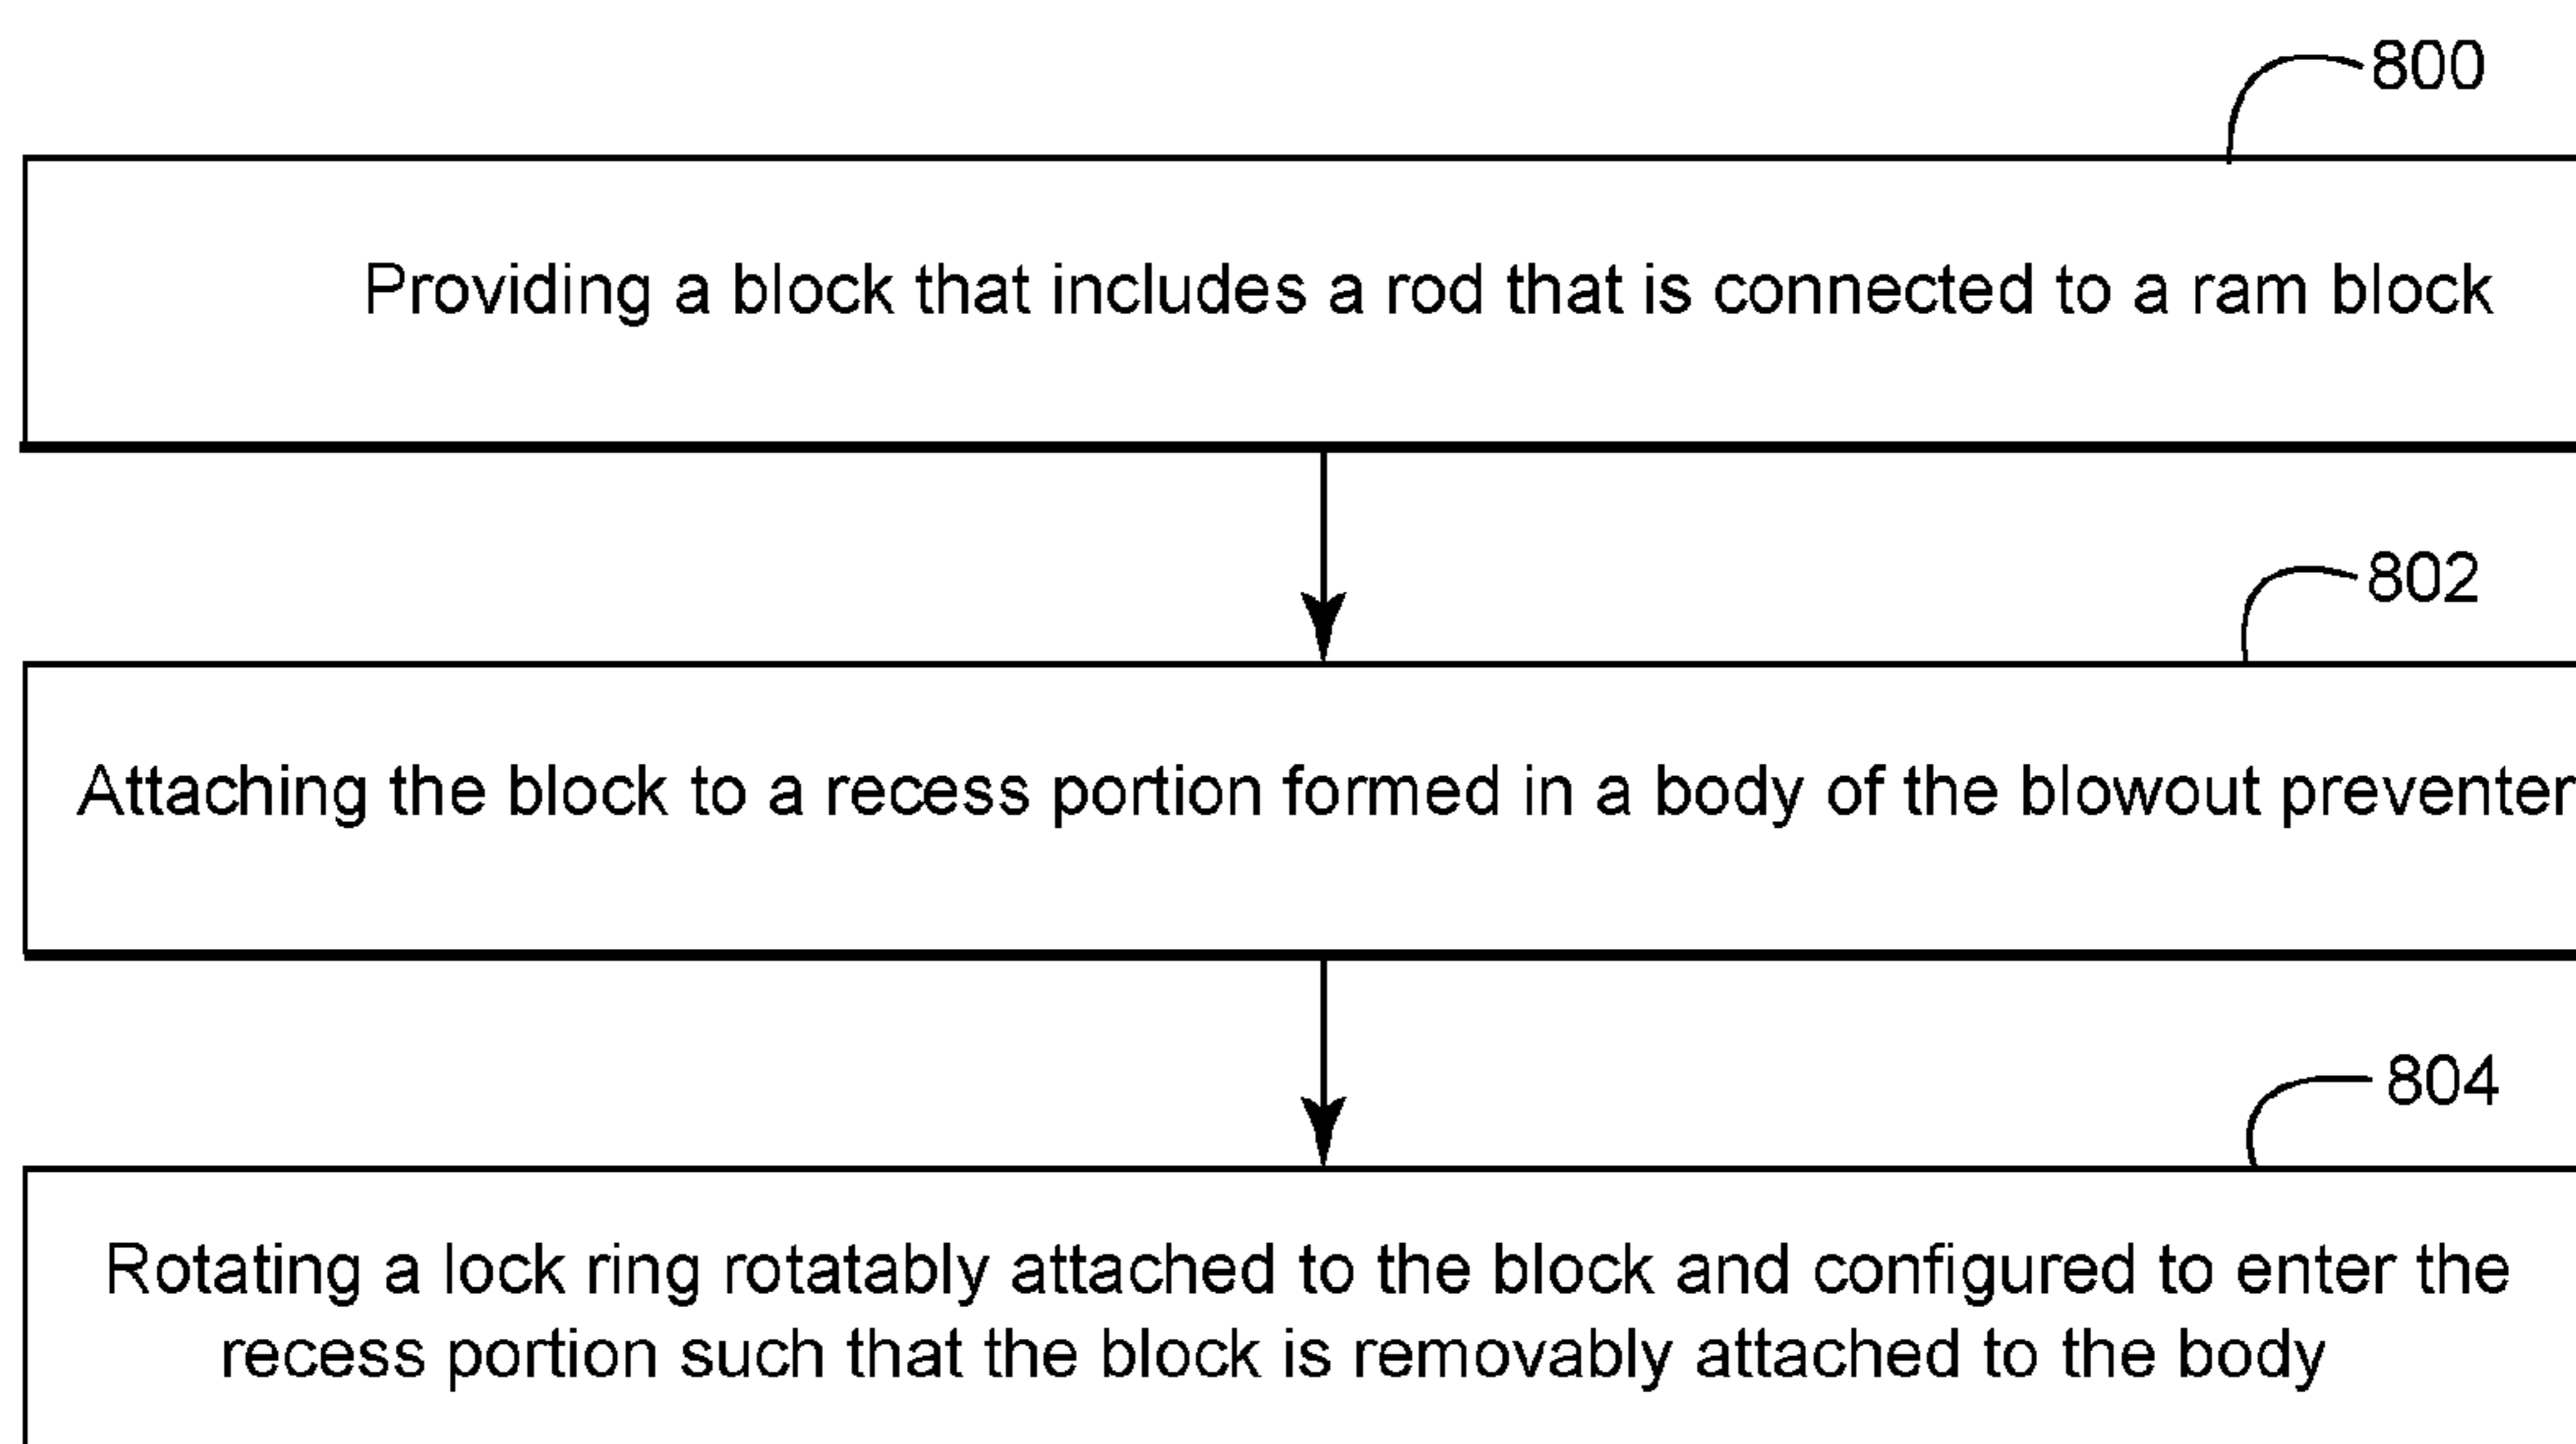 800
Providing a block that includes a rod that is connected to a ram block
802
Attaching the block to a recess portion formed in a body of the blowout preventer
804
Rotating a lock ring rotatably attached to the block and configured to enter the
recess portion such that the block is removably attached to the body